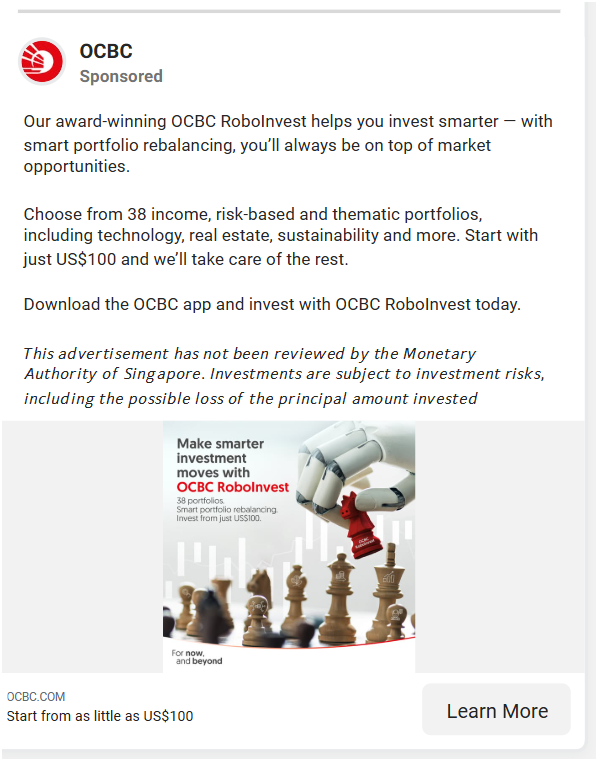 OCBC
Sponsored
Our award-winning OCBC RoboInvest helps you invest smarter — with
smart portfolio rebalancing, you’ll always be on top of market
opportunities.
Choose from 38 income, risk-based and thematic portfolios,
including technology, real estate, sustainability and more. Start with
just US$100 and we’ll take care of the rest.
Download the OCBC app and invest with OCBC RoboInvest today.
This advertisement has not been reviewed by the Monetary
Authority of Singapore. Investments are subject to investment risks,
including the possible loss of the principal amount invested
Make smarter
investment
moves with
OCBC RoboInvest
38 portfolios.
Smart portfolio rebalancing.
Invest from just US$100.
OCBC
RoboInvest
For now,
and beyond
OCBC.COM
Start from as little as US$100
Learn More